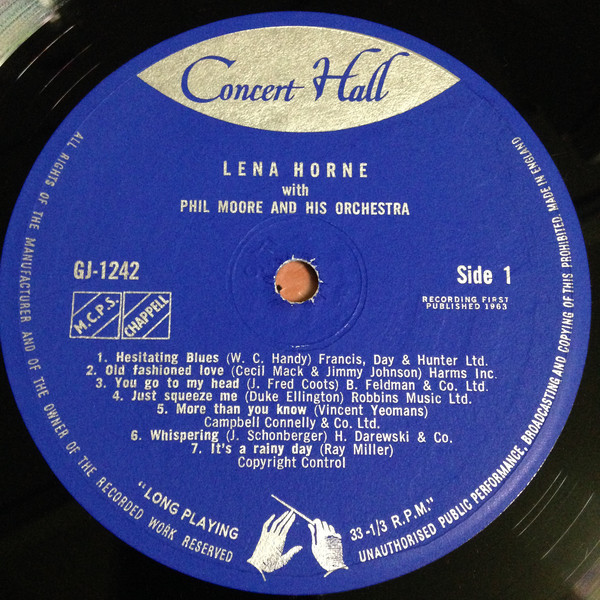 Concert Hall
LENA HORNE
with
PHIL MOORE AND HIS ORCHESTRA
GJ-1242
Side 1
M.C.P.S.
CHAPPELL
RECORDING FIRST
PUBLISHED 1963
1. Hesitating Blues (W. C. Handy) Francis, Day & Hunter Ltd.
2. Old fashioned love (Cecil Mack & Jimmy Johnson) Harms Inc.
3. You go to my head (J. Fred Coots) B. Feldman & Co. Ltd.
4. Just squeeze me (Duke Ellington) Robbins Music Ltd.
5. More than you know (Vincent Yeomans)
Campbell Connelly & Co. Ltd.
6. Whispering (J. Schonberger) H. Darewski & Co.
7. It's a rainy day (Ray Miller)
Copyright Control
"LONG PLAYING
33-1/3 R.P.M."
ALL RIGHTS OF THE MANUFACTURER AND OF THE OWNER OF THE RECORDED WORK RESERVED
UNAUTHORISED PUBLIC PERFORMANCE, BROADCASTING AND COPYING OF THIS PROHIBITED. MADE IN ENGLAND